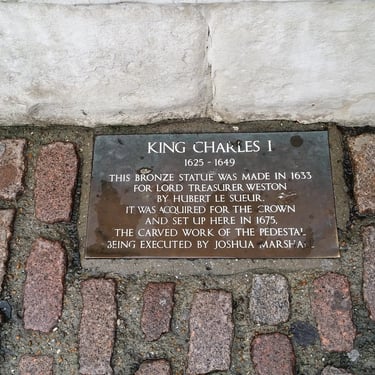 KING CHARLES I
1625 - 1649
THIS BRONZE STATUE WAS MADE IN 1633
FOR LORD TREASURER WESTON
BY HUBERT LE SUEUR.
IT WAS ACQUIRED FOR THE CROWN
AND SET UP HERE IN 1675.
THE CARVED WORK OF THE PEDESTAL
BEING EXECUTED BY JOSHUA MARSHALL